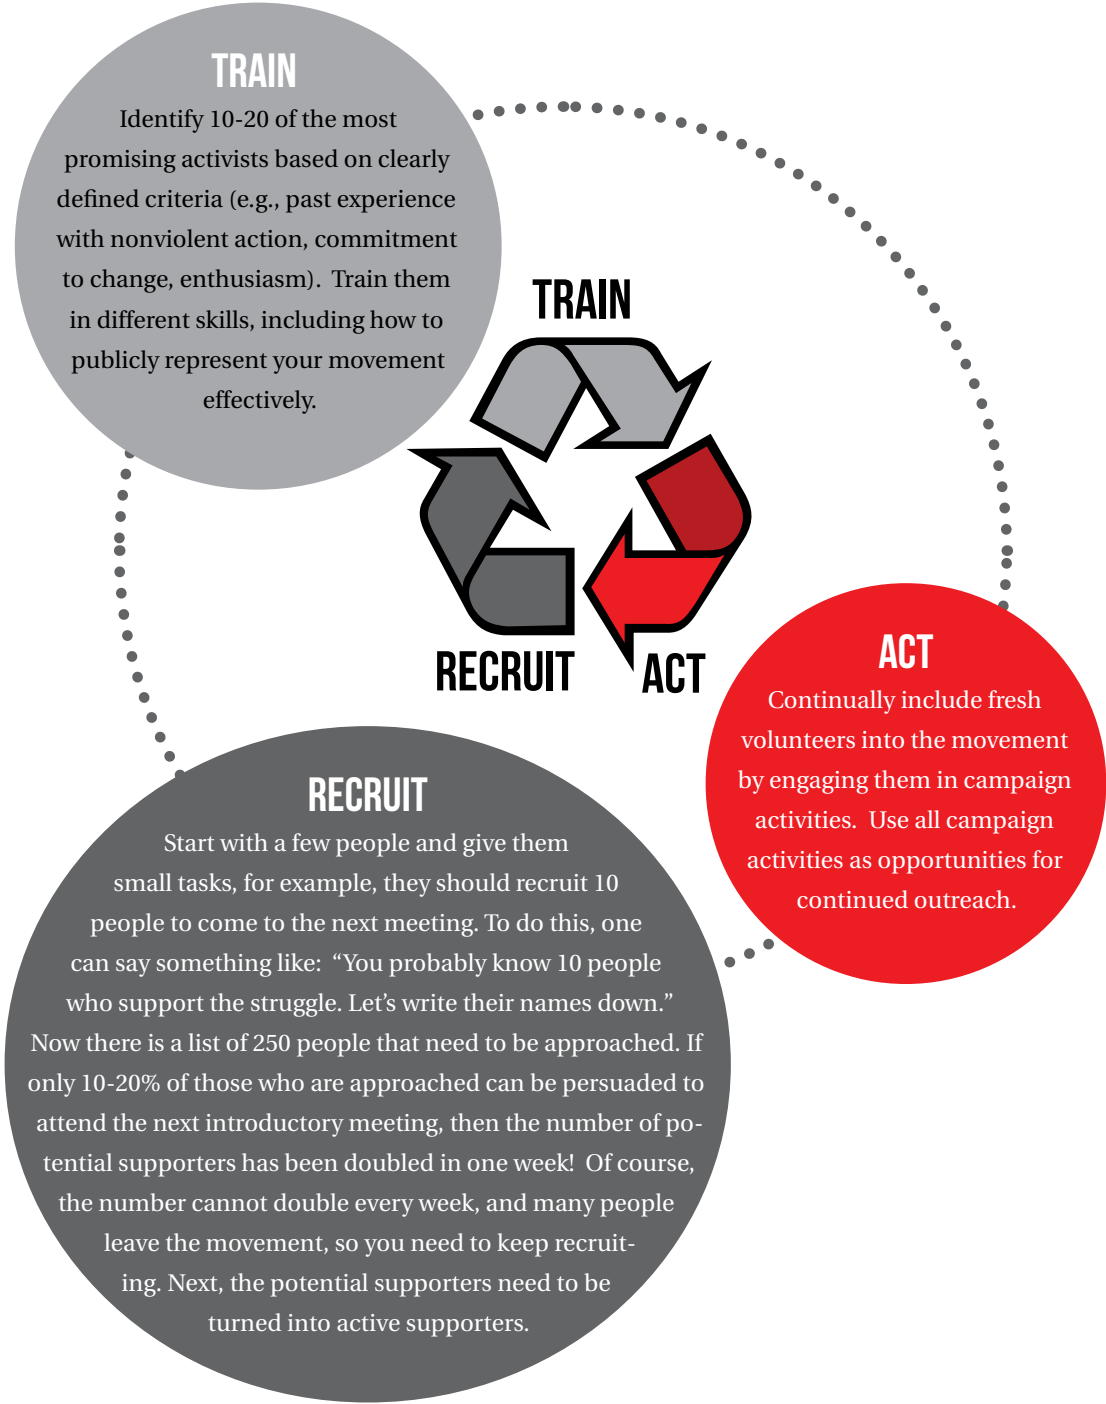 TRAIN
Identify 10-20 of the most
promising activists based on clearly
defined criteria (e.g., past experience
with nonviolent action, commitment
to change, enthusiasm).  Train them
in different skills, including how to
publicly represent your movement
effectively.
TRAIN
RECRUIT
ACT
ACT
Continually include fresh
volunteers into the movement
by engaging them in campaign
activities.  Use all campaign
activities as opportunities for
continued outreach.
RECRUIT
Start with a few people and give them
small tasks, for example, they should recruit 10
people to come to the next meeting. To do this, one
can say something like:  “You probably know 10 people
who support the struggle. Let’s write their names down.”
Now there is a list of 250 people that need to be approached. If
only 10-20% of those who are approached can be persuaded to
attend the next introductory meeting, then the number of po-
tential supporters has been doubled in one week!  Of course,
the number cannot double every week, and many people
leave the movement, so you need to keep recruit-
ing. Next, the potential supporters need to be
turned into active supporters.